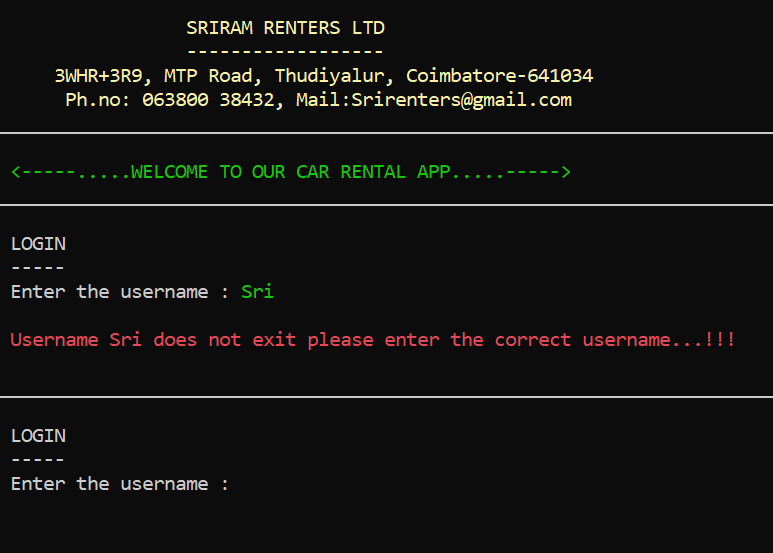 SRIRAM RENTERS LTD
------------------
3WHR+3R9, MTP Road, Thudiyalur, Coimbatore-641034
Ph.no: 063800 38432, Mail:Srirenters@gmail.com
<-----.....WELCOME TO OUR CAR RENTAL APP.....----->
LOGIN
-----
Enter the username : Sri
Username Sri does not exit please enter the correct username...!!!
LOGIN
-----
Enter the username :